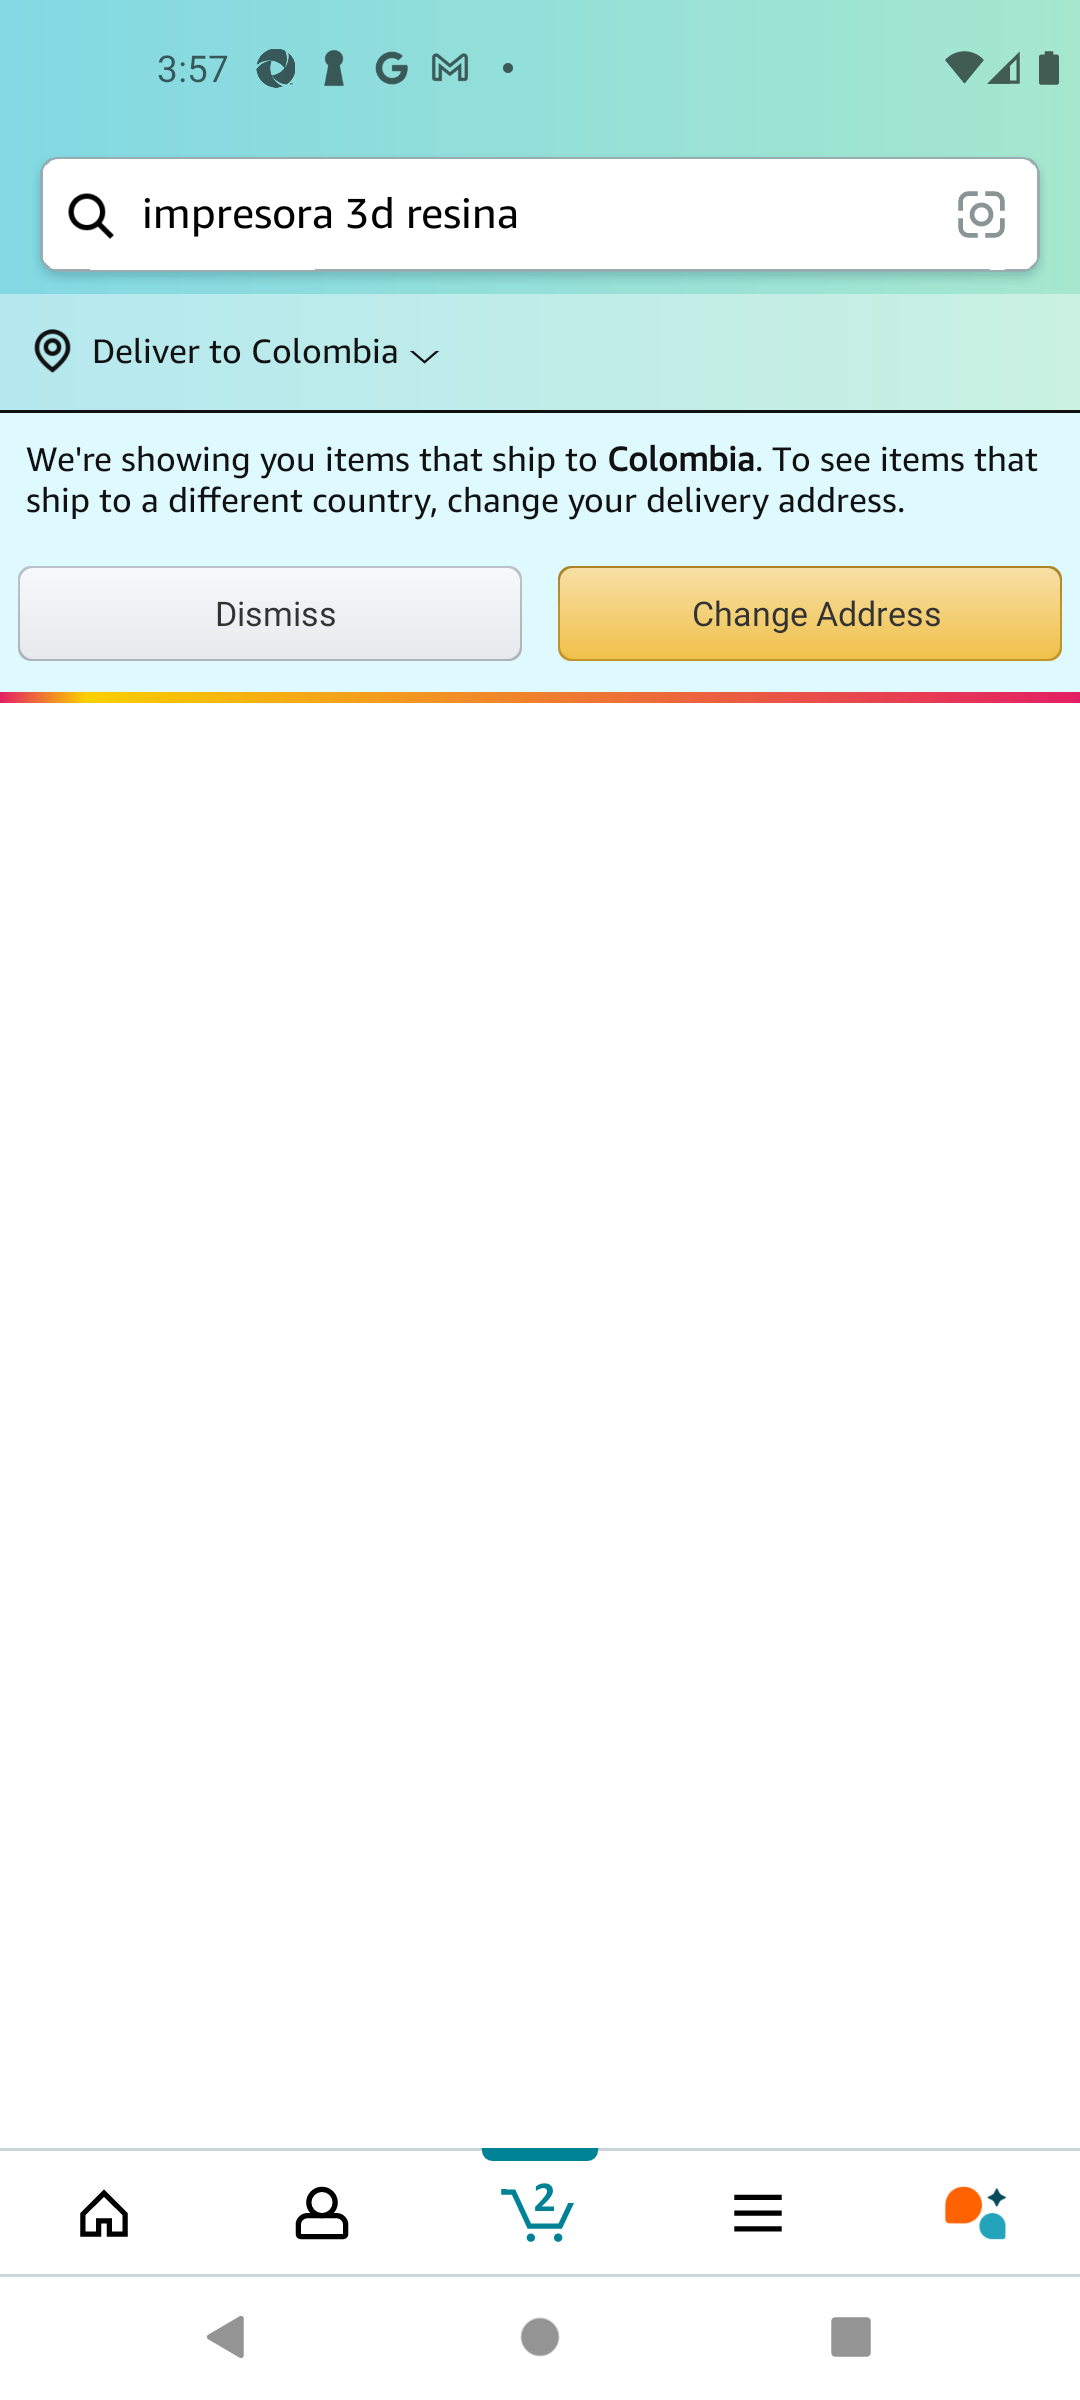 3:57
impresora 3d resina
Deliver to Colombia
We're showing you items that ship to Colombia. To see items that
ship to a different country, change your delivery address.
Dismiss
Change Address
2